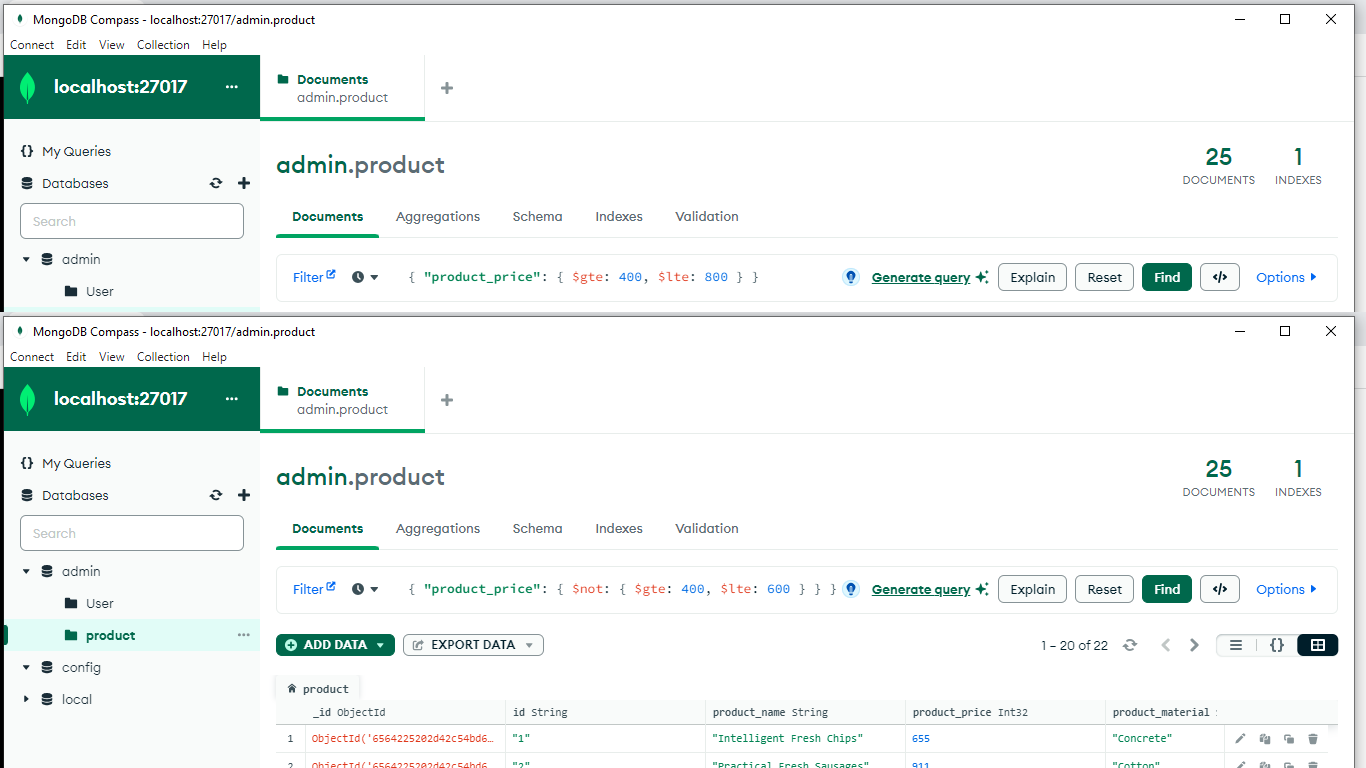 MongoDB Compass - localhost:27017/admin.product
Connect Edit View Collection Help
localhost:27017 ...
Documents
admin.product
My Queries
Databases
Search
admin
User
admin.product
25
DOCUMENTS
1
INDEXES
Documents Aggregations Schema Indexes Validation
Filter { "product_price": { $gte: 400, $lte: 800 } } Generate query Explain Reset Find </> Options
MongoDB Compass - localhost:27017/admin.product
Connect Edit View Collection Help
localhost:27017 ...
Documents
admin.product
{} My Queries
Databases
Search
admin
User
product ...
config
local
admin.product
25
DOCUMENTS
1
INDEXES
Documents Aggregations Schema Indexes Validation
Filter { "product_price": { $not: { $gte: 400, $lte: 600 } } } Generate query Explain Reset Find </> Options
ADD DATA EXPORT DATA 1 – 20 of 22 {}
product
_id ObjectId id String product_name String product_price Int32 product_material
1 ObjectId('6564225202d42c54bd6… "1" "Intelligent Fresh Chips" 655 "Concrete"
2 ObjectId('6564225202d42c54bd6 "2" "Practical Fresh Sausages" 911 "Cotton"